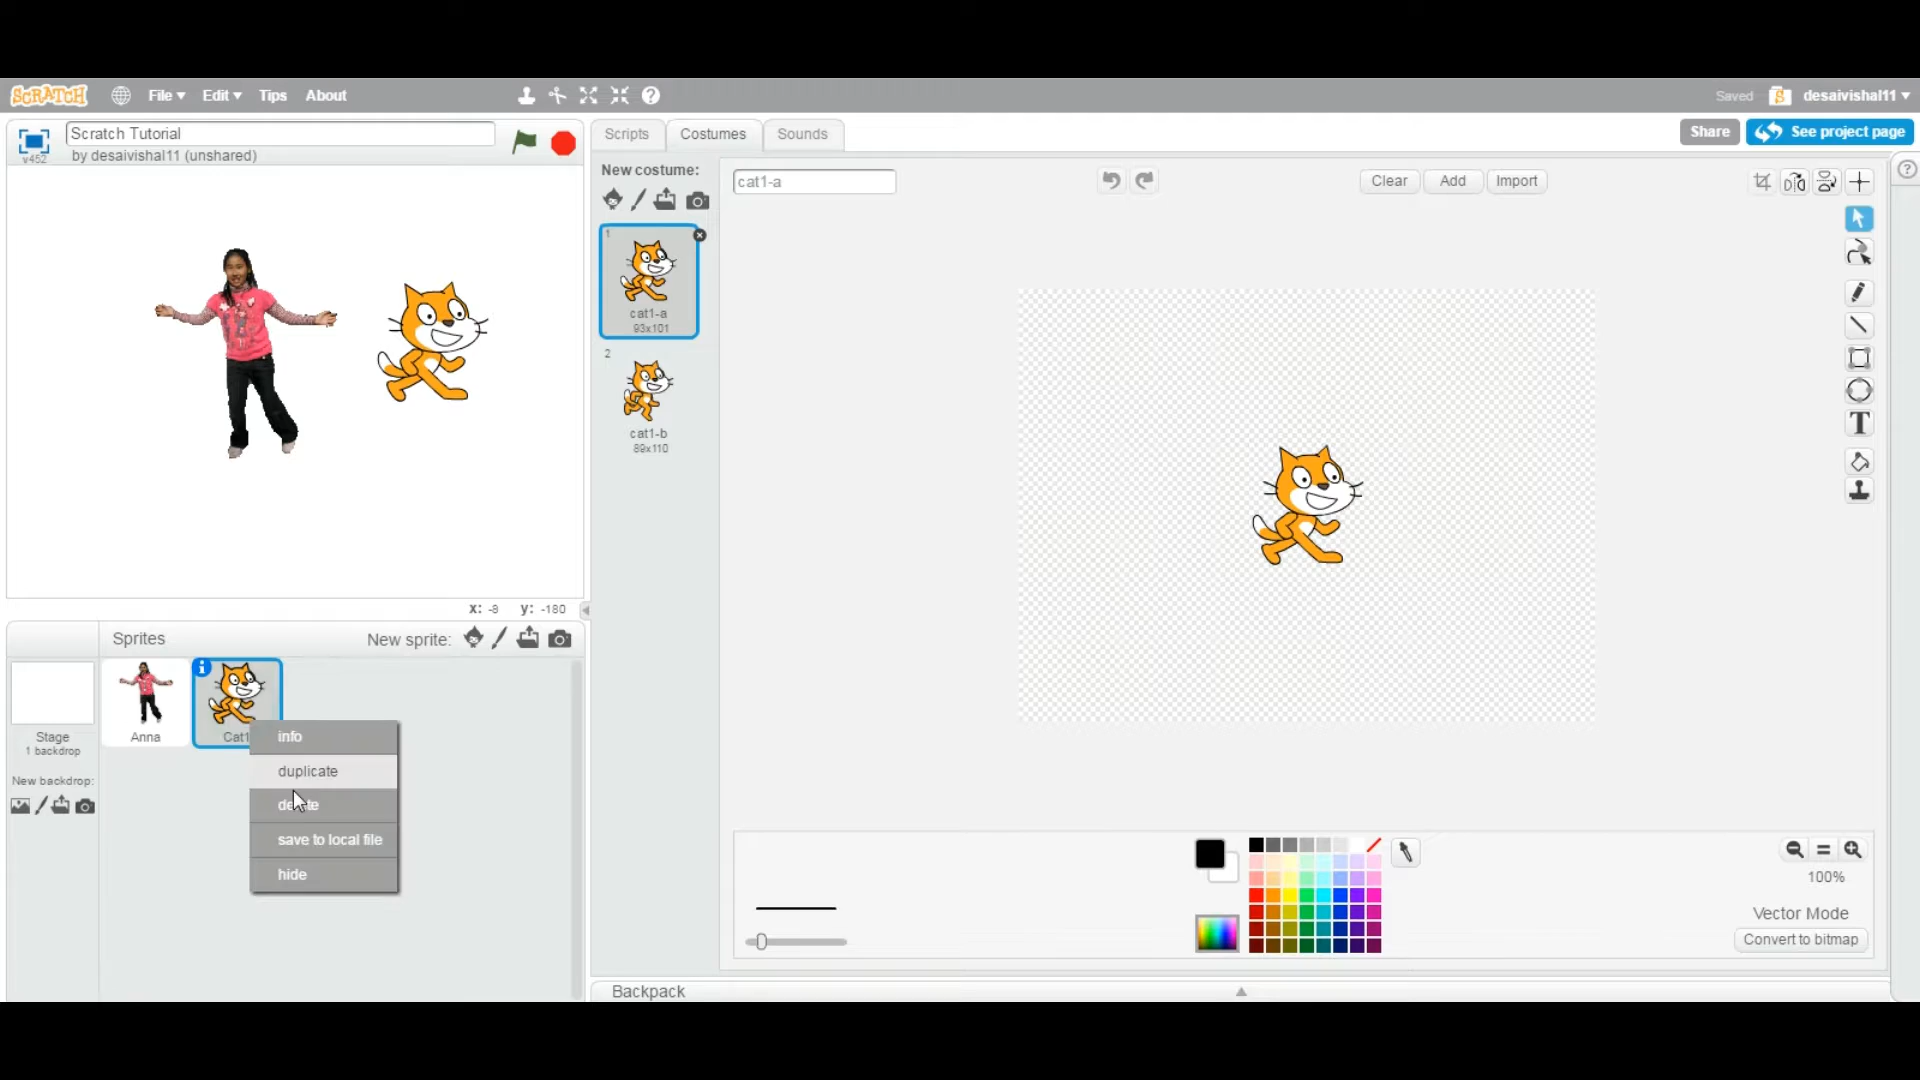 SCRATCH File Edit Tips About Saved desaivishal11
v452 Scratch Tutorial
by desaivishal11 (unshared)
Scripts Costumes Sounds Share See project page
New costume:
cat1-a Clear Add Import
1
cat1-a
93x101
2
cat1-b
89x110
x: -8 y: -180
Sprites New sprite:
Stage
1 backdrop
New backdrop:
Anna
Cat1
info
duplicate
delete
save to local file
hide
T
100%
Vector Mode
Convert to bitmap
Backpack